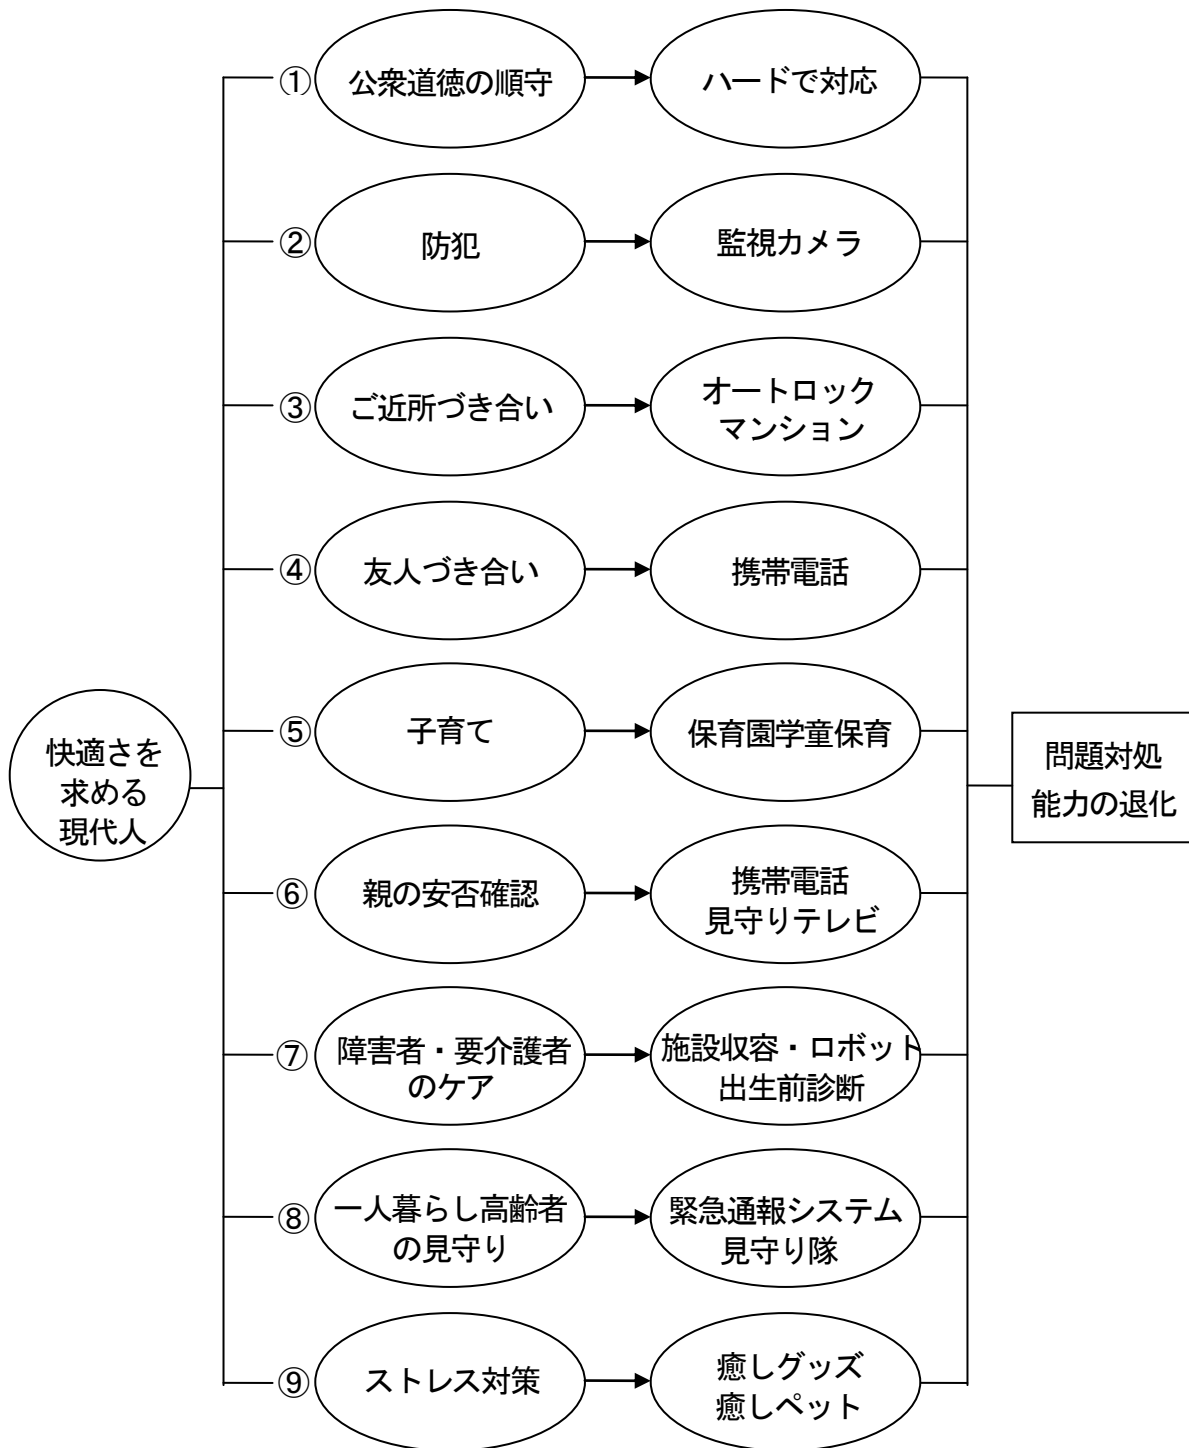 ① 公衆道徳の順守 ハードで対応
② 防犯 監視カメラ
③ ご近所づき合い オートロック
マンション
④ 友人づき合い 携帯電話
快適さを
求める
現代人
⑤ 子育て 保育園学童保育
⑥ 親の安否確認 携帯電話
見守りテレビ
⑦ 障害者・要介護者
のケア
施設収容・ロボット
出生前診断
⑧ 一人暮らし高齢者
の見守り
緊急通報システム
見守り隊
⑨ ストレス対策 癒しグッズ
癒しペット
問題対処
能力の退化